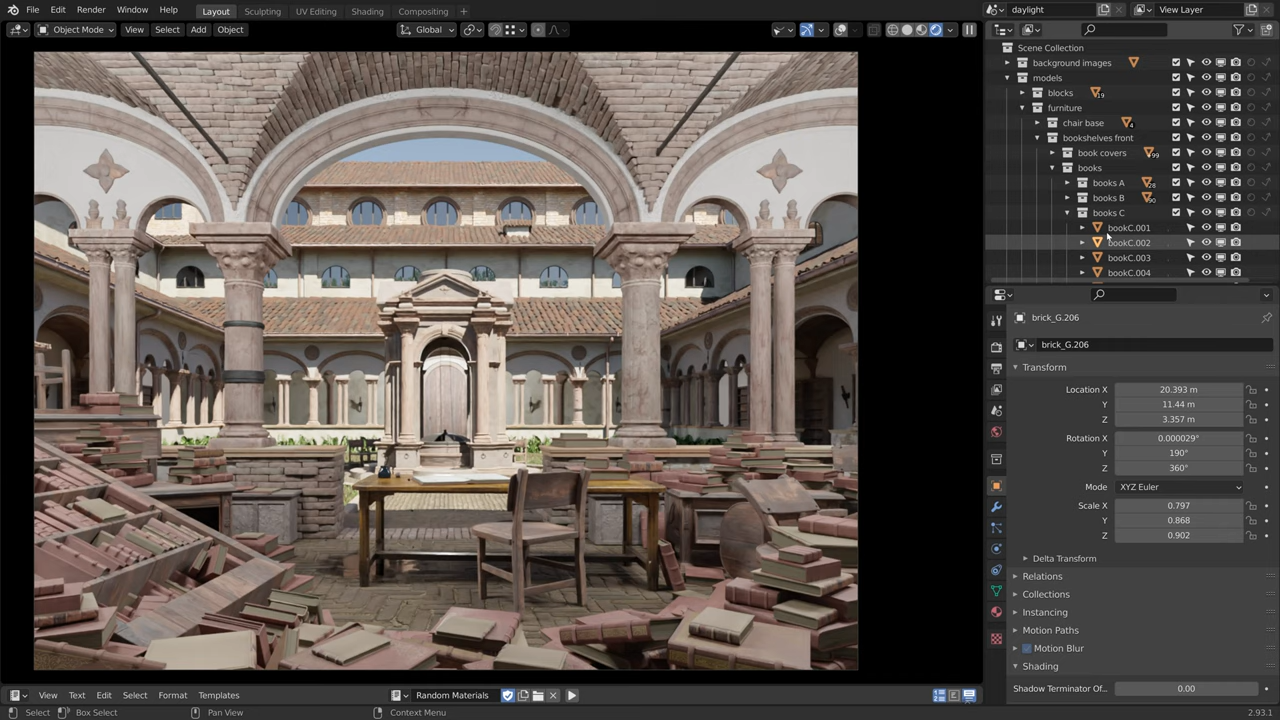 File Edit Render Window Help Layout Sculpting UV Editing Shading Compositing + daylight View Layer
Object Mode View Select Add Object Global
Scene Collection
background images
models
blocks 19
furniture
chair base 4
bookshelves front
book covers 99
books
books A 28
books B 90
books C
bookC.001
bookC.002
bookC.003
bookC.004
brick_G.206
brick_G.206
Transform
Location X 20.393 m
Y 11.44 m
Z 3.357 m
Rotation X 0.000029°
Y 190°
Z 360°
Mode XYZ Euler
Scale X 0.797
Y 0.868
Z 0.902
Delta Transform
Relations
Collections
Instancing
Motion Paths
Motion Blur
Shading
Shadow Terminator Of... 0.00
View Text Edit Select Format Templates Random Materials
Select Box Select Pan View Context Menu 2.93.1